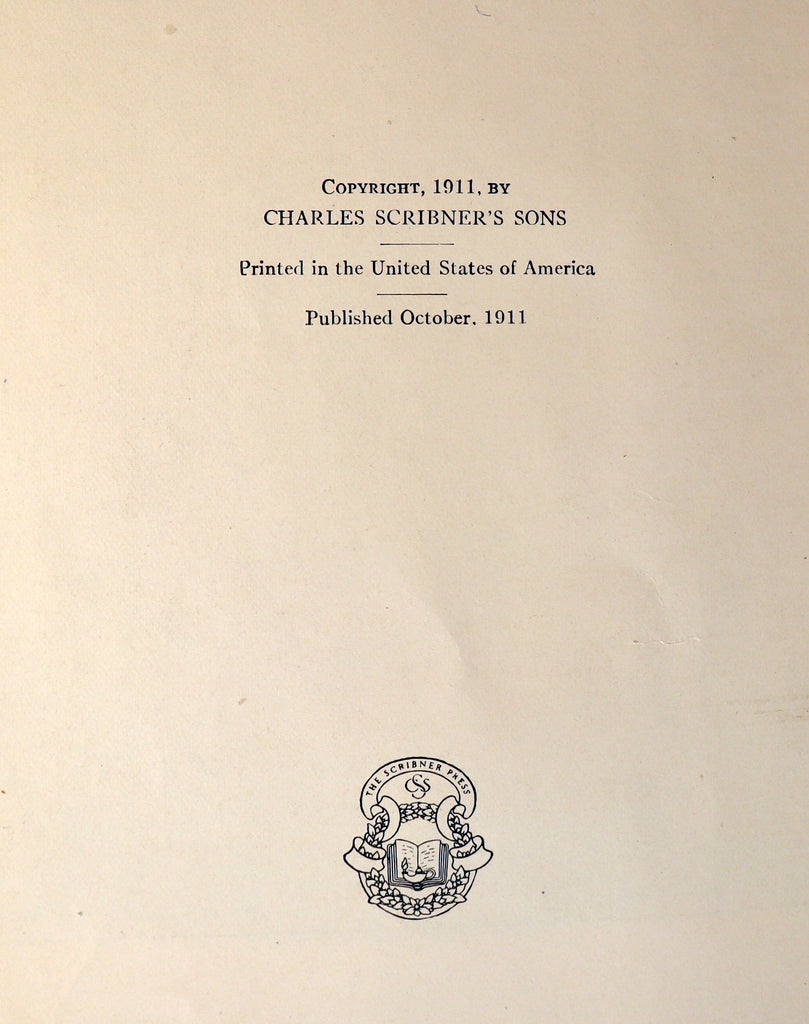 COPYRIGHT, 1911, BY
CHARLES SCRIBNER'S SONS
Printed in the United States of America
Published October, 1911
THE SCRIBNER PRESS
CSS